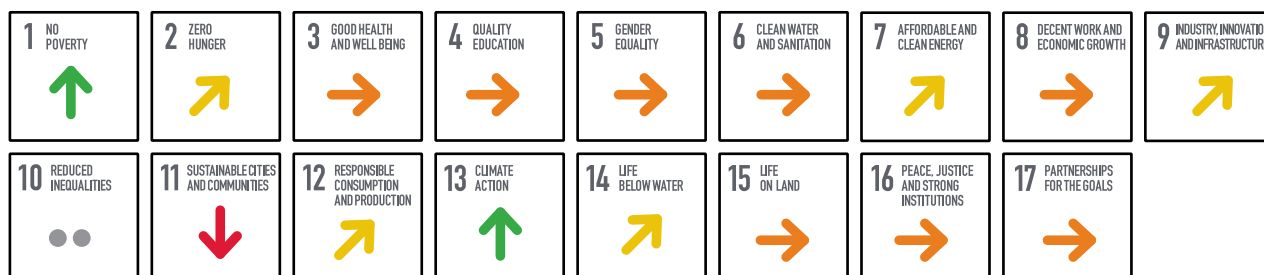 1 NO
POVERTY
2 ZERO
HUNGER
3 GOOD HEALTH
AND WELL BEING
4 QUALITY
EDUCATION
5 GENDER
EQUALITY
6 CLEAN WATER
AND SANITATION
7 AFFORDABLE AND
CLEAN ENERGY
8 DECENT WORK AND
ECONOMIC GROWTH
9 INDUSTRY, INNOVATIO
AND INFRASTRUCTUR
10 REDUCED
INEQUALITIES
11 SUSTAINABLE CITIES
AND COMMUNITIES
12 RESPONSIBLE
CONSUMPTION
AND PRODUCTION
13 CLIMATE
ACTION
14 LIFE
BELOW WATER
15 LIFE
ON LAND
16 PEACE, JUSTICE
AND STRONG
INSTITUTIONS
17 PARTNERSHIPS
FOR THE GOALS